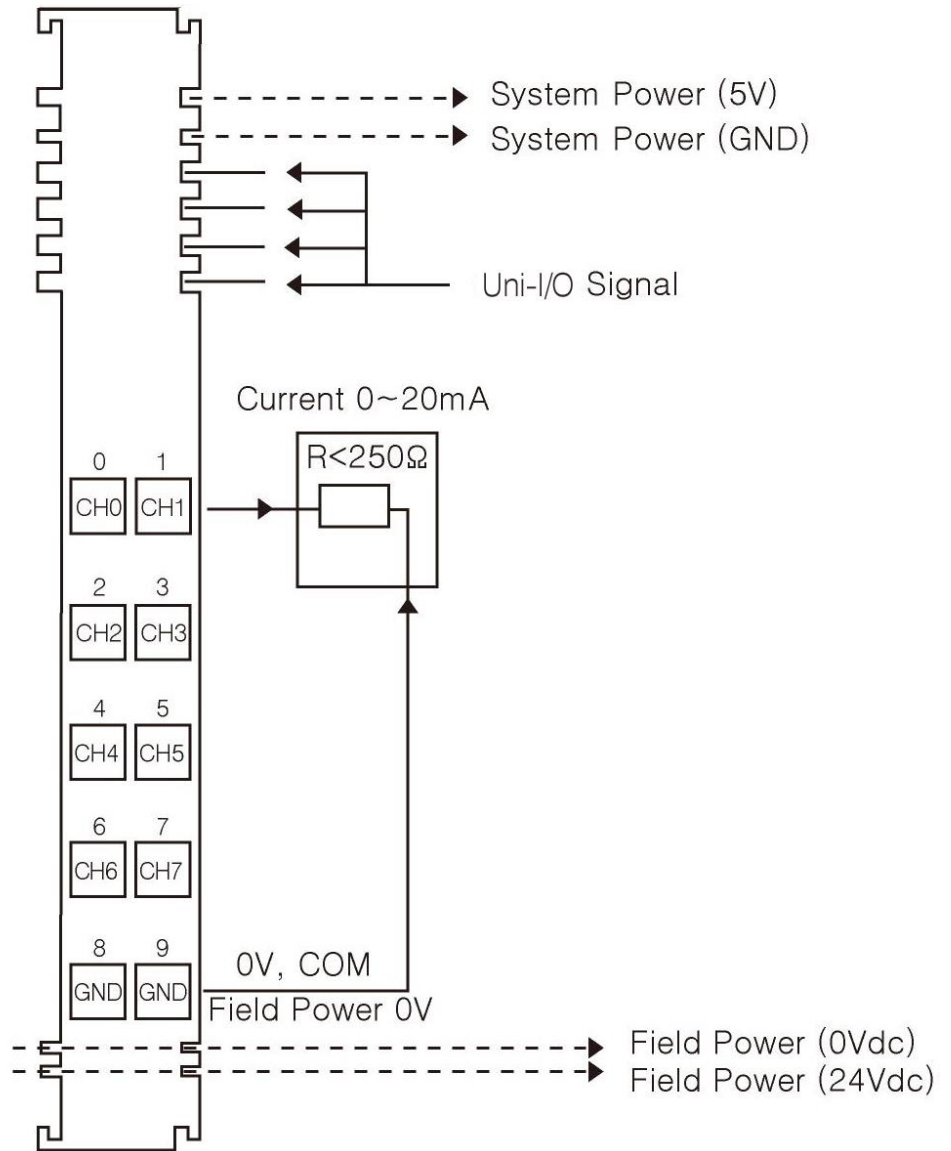 System Power (5V)
System Power (GND)
Uni-I/O Signal
Current 0~20mA
R<250Ω
0 1
CH0 CH1
2 3
CH2 CH3
4 5
CH4 CH5
6 7
CH6 CH7
8 9
GND GND
0V, COM
Field Power 0V
Field Power (0Vdc)
Field Power (24Vdc)